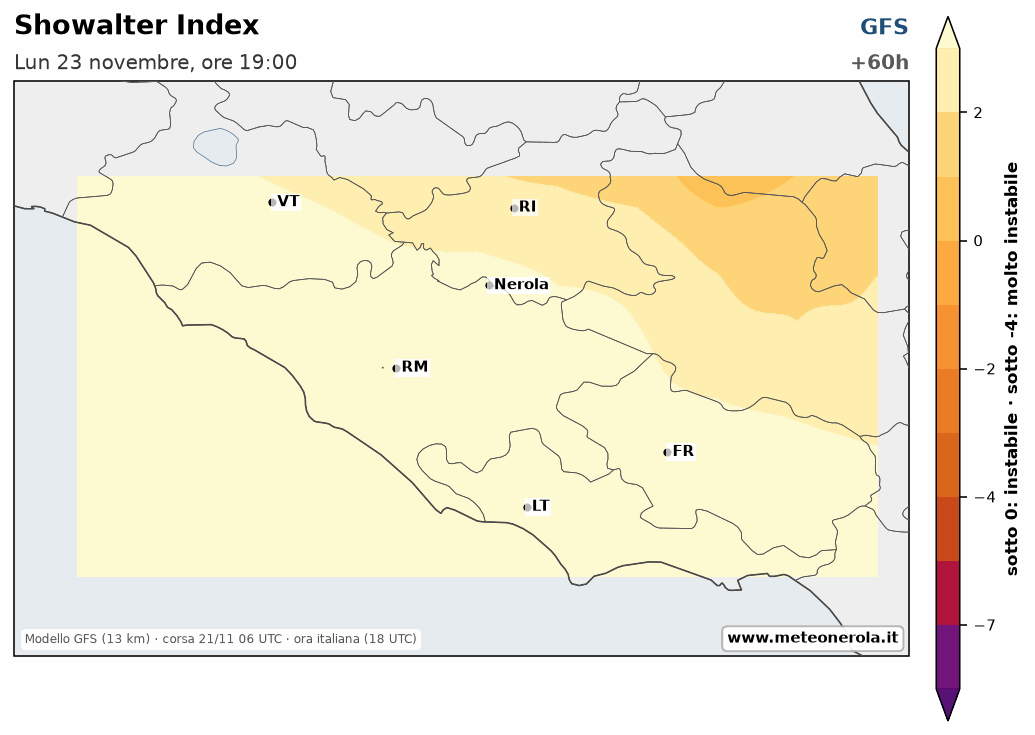 Showalter Index
GFS
Lun 23 novembre, ore 19:00
+60h
VT
RI
Nerola
RM
FR
LT
Modello GFS (13 km) · corsa 21/11 06 UTC · ora italiana (18 UTC)
www.meteonerola.it
2
0
−2
−4
−7
sotto 0: instabile · sotto -4: molto instabile